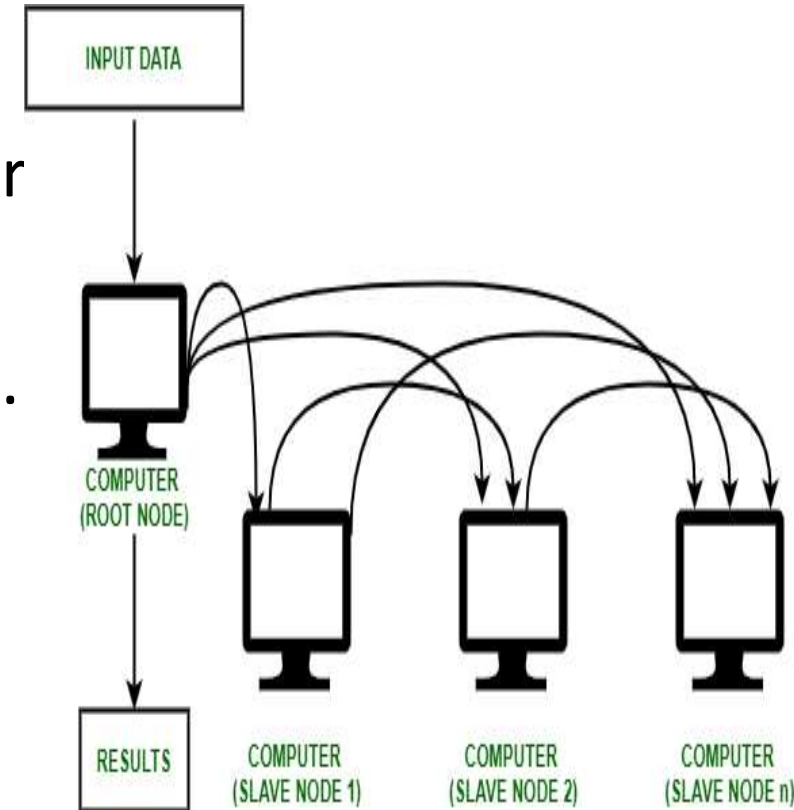 INPUT DATA
r
.
COMPUTER
(ROOT NODE)
RESULTS
COMPUTER
(SLAVE NODE 1)
COMPUTER
(SLAVE NODE 2)
COMPUTER
(SLAVE NODE n)